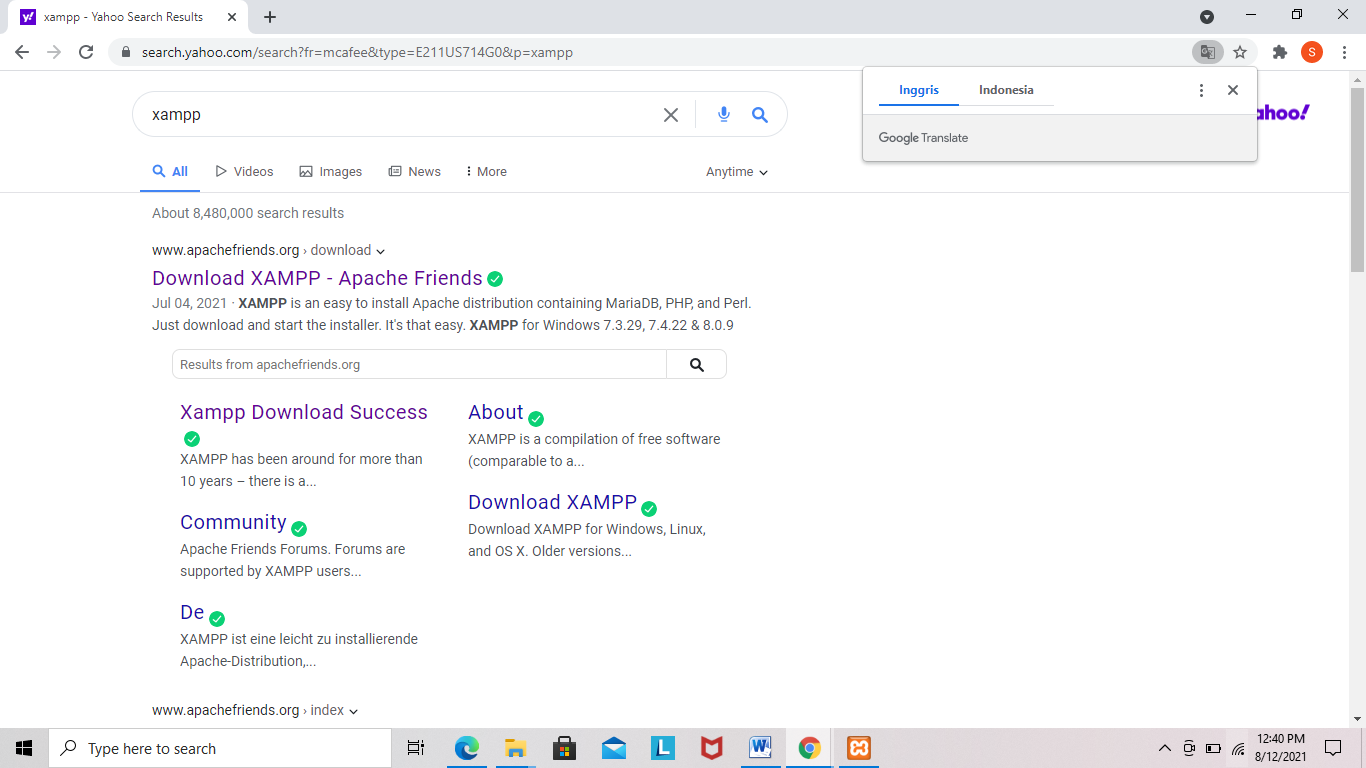 xampp - Yahoo Search Results
search.yahoo.com/search?fr=mcafee&type=E211US714G0&p=xampp
S
Inggris Indonesia
Google Translate
ahoo!
xampp
All Videos Images News More Anytime
About 8,480,000 search results
www.apachefriends.org › download
Download XAMPP - Apache Friends
Jul 04, 2021 · XAMPP is an easy to install Apache distribution containing MariaDB, PHP, and Perl.
Just download and start the installer. It's that easy. XAMPP for Windows 7.3.29, 7.4.22 & 8.0.9
Results from apachefriends.org
Xampp Download Success
XAMPP has been around for more than
10 years – there is a...
Community
Apache Friends Forums. Forums are
supported by XAMPP users...
De
XAMPP ist eine leicht zu installierende
Apache-Distribution,...
About
XAMPP is a compilation of free software
(comparable to a...
Download XAMPP
Download XAMPP for Windows, Linux,
and OS X. Older versions...
www.apachefriends.org › index
Type here to search
L
W
12:40 PM
8/12/2021